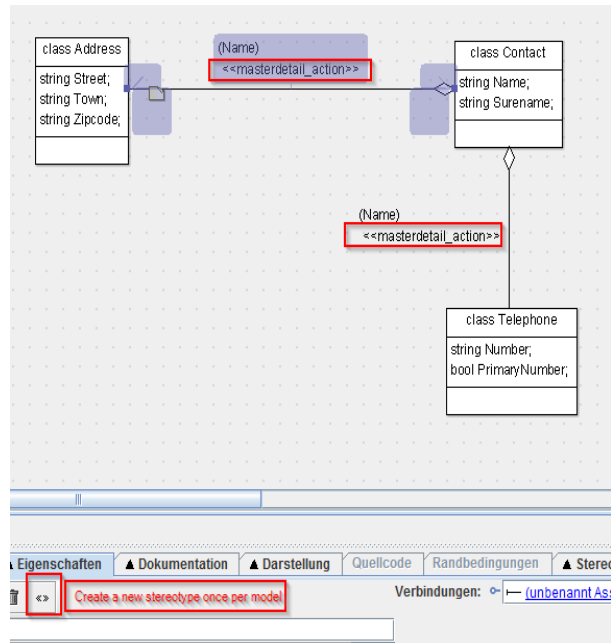 class Address
string Street;
string Town;
string Zipcode;
(Name)
<<masterdetail_action>>
class Contact
string Name;
string Surename;
(Name)
<<masterdetail_action>>
class Telephone
string Number;
bool PrimaryNumber;
Eigenschaften
▲ Dokumentation
▲ Darstellung
Quellcode
Randbedingungen
▲ Stereo
«»
Create a new stereotype once per model
Verbindungen:
(unbenannt Ass